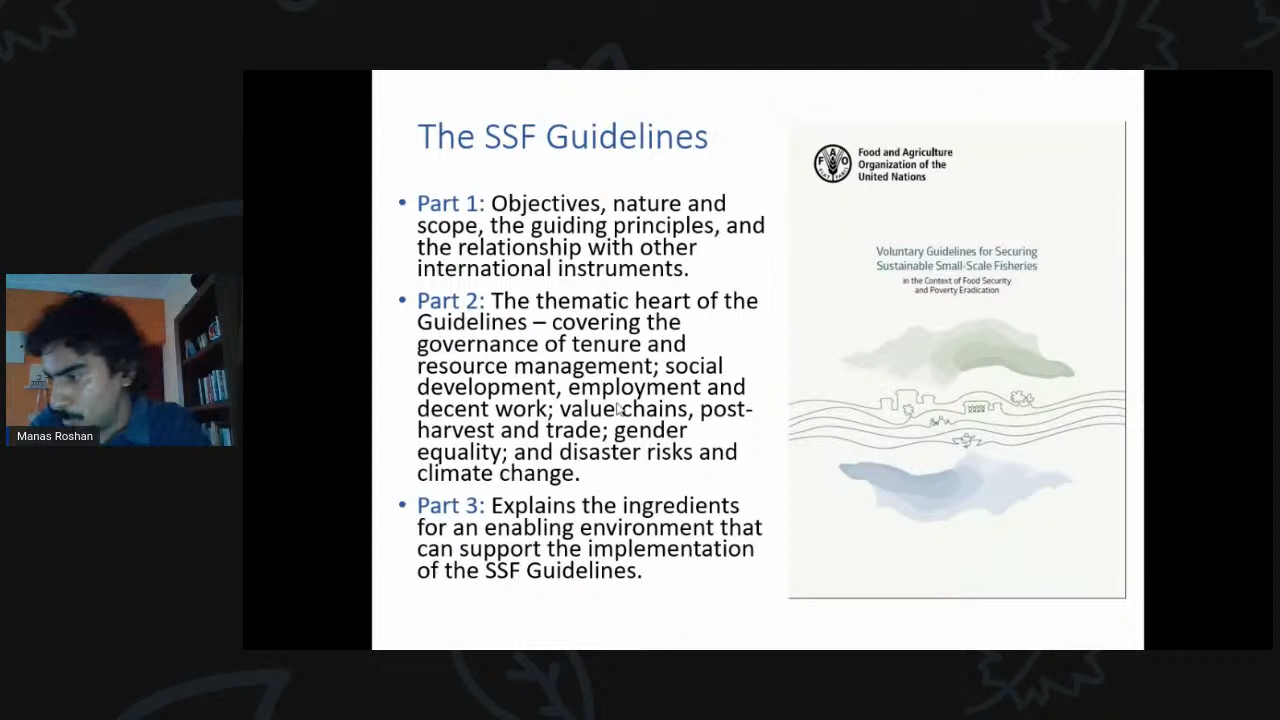 The SSF Guidelines
• Part 1: Objectives, nature and
scope, the guiding principles, and
the relationship with other
international instruments.
• Part 2: The thematic heart of the
Guidelines – covering the
governance of tenure and
resource management; social
development, employment and
decent work; value chains, post-
harvest and trade; gender
equality; and disaster risks and
climate change.
• Part 3: Explains the ingredients
for an enabling environment that
can support the implementation
of the SSF Guidelines.
FAO
Food and Agriculture
Organization of the
United Nations
Voluntary Guidelines for Securing
Sustainable Small-Scale Fisheries
in the Context of Food Security
and Poverty Eradication
Manas Roshan